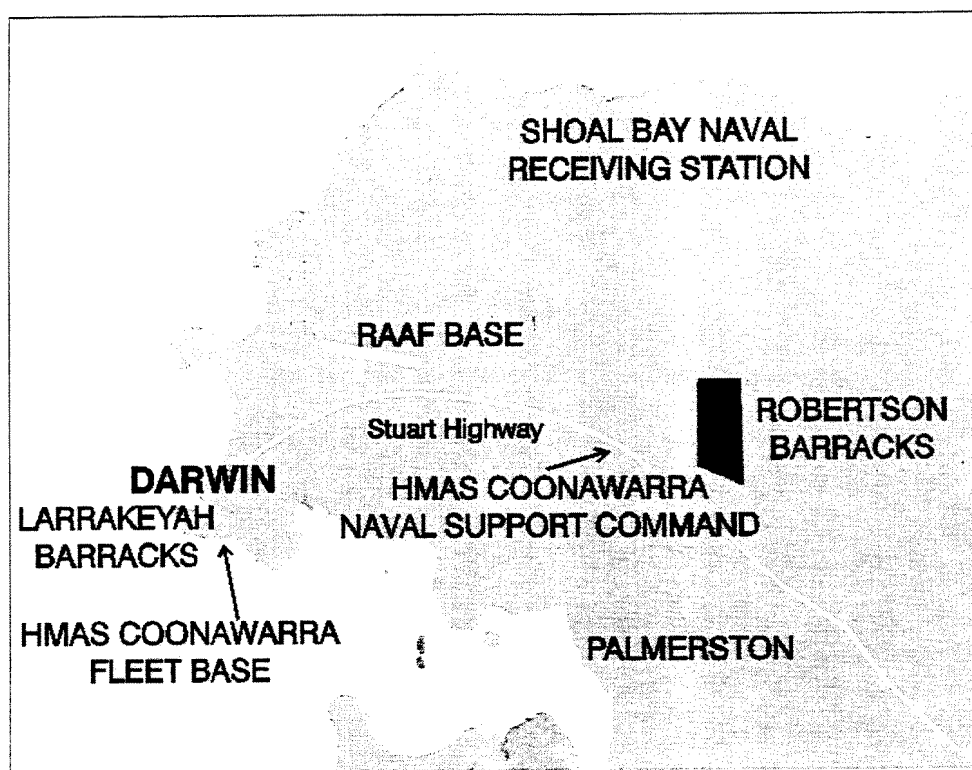 SHOAL BAY NAVAL
RECEIVING STATION
RAAF BASE
ROBERTSON
BARRACKS
Stuart Highway
DARWIN
HMAS COONAWARRA
NAVAL SUPPORT COMMAND
LARRAKEYAH
BARRACKS
HMAS COONAWARRA
FLEET BASE
PALMERSTON